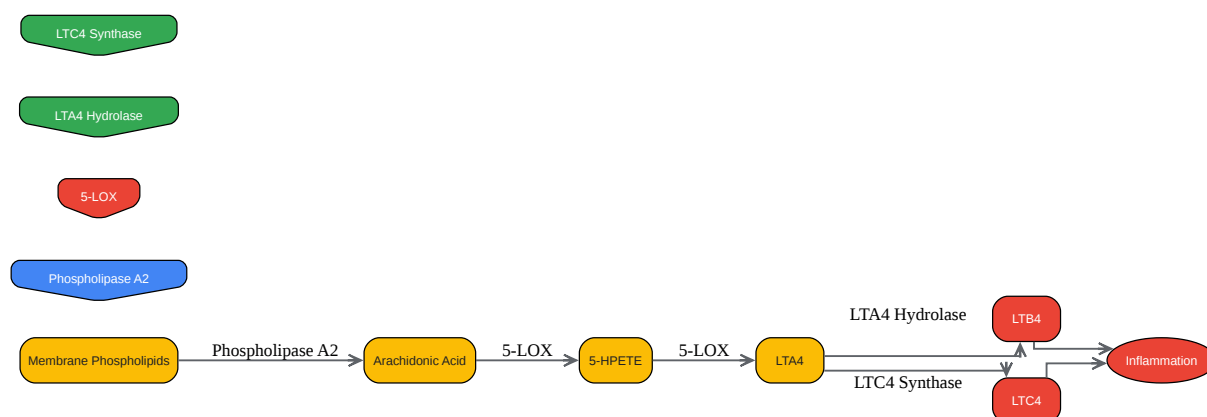 LTC4 Synthase
LTA4 Hydrolase
5-LOX
Phospholipase A2
Membrane Phospholipids
Phospholipase A2
Arachidonic Acid
5-LOX
5-HPETE
5-LOX
LTA4
LTA4 Hydrolase
LTC4 Synthase
LTB4
LTC4
Inflammation